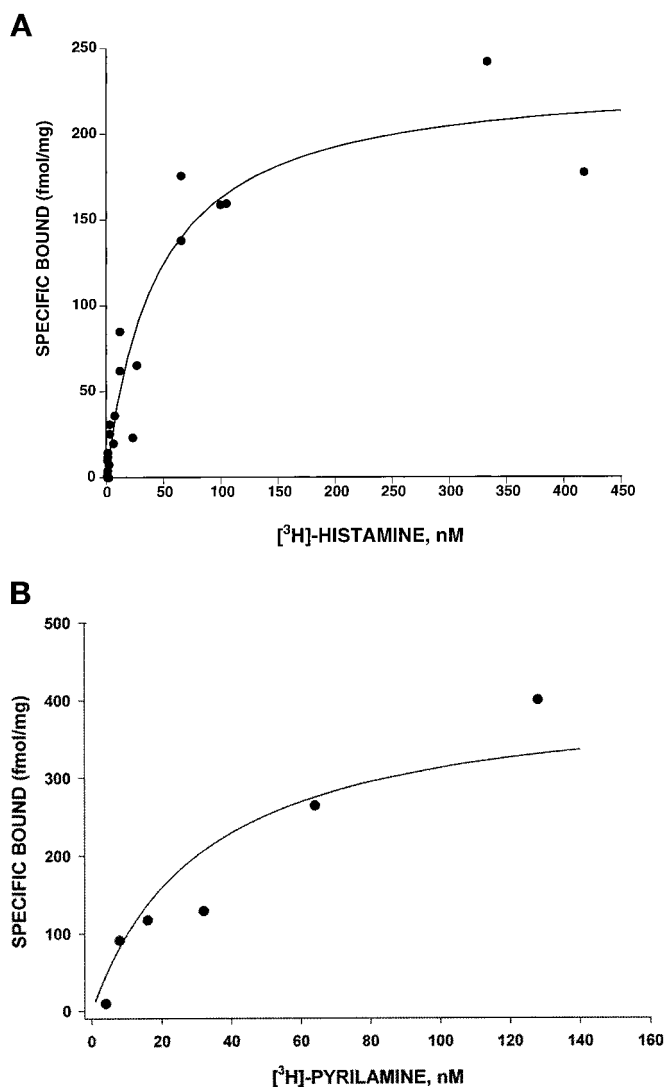 A
250
200
150
100
50
0
SPECIFIC BOUND (fmol/mg)
0 50 100 150 200 250 300 350 400 450
[³H]-HISTAMINE, nM
B
500
400
300
200
100
0
SPECIFIC BOUND (fmol/mg)
0 20 40 60 80 100 120 140 160
[³H]-PYRILAMINE, nM